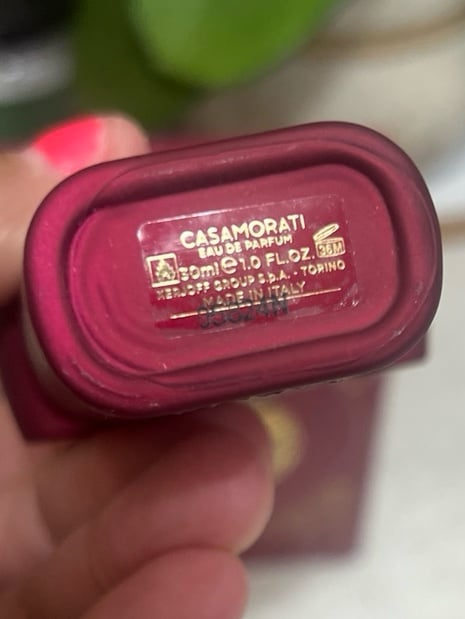 CASAMORATI
EAU DE PARFUM
30ml ℮ 1.0 FL.OZ. 36M
XERJOFF GROUP S.p.A. - TORINO
MADE IN ITALY